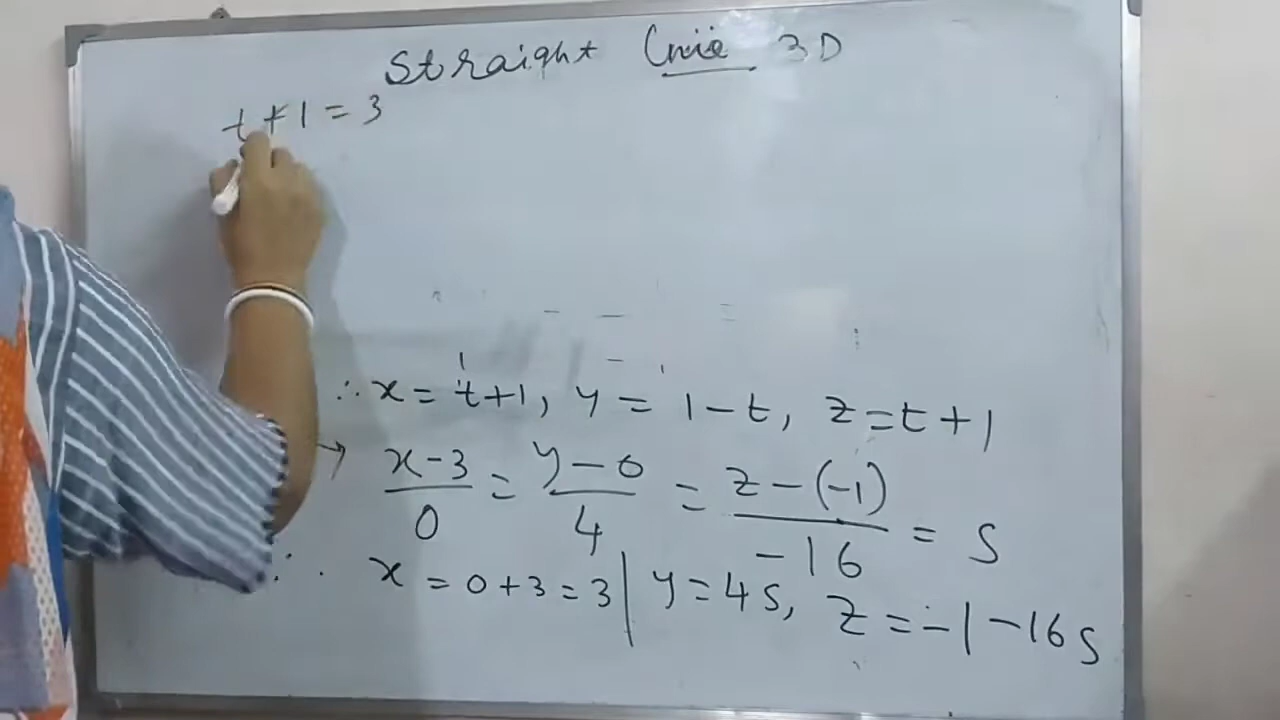 Straight Line 3D
t+1=3
∴ x = t+1, y = 1-t, z = t+1
→ x-3/0 = y-0/4 = z-(-1)/-16 = s
∴ x = 0+3=3 | y=4s, z=-1-16s